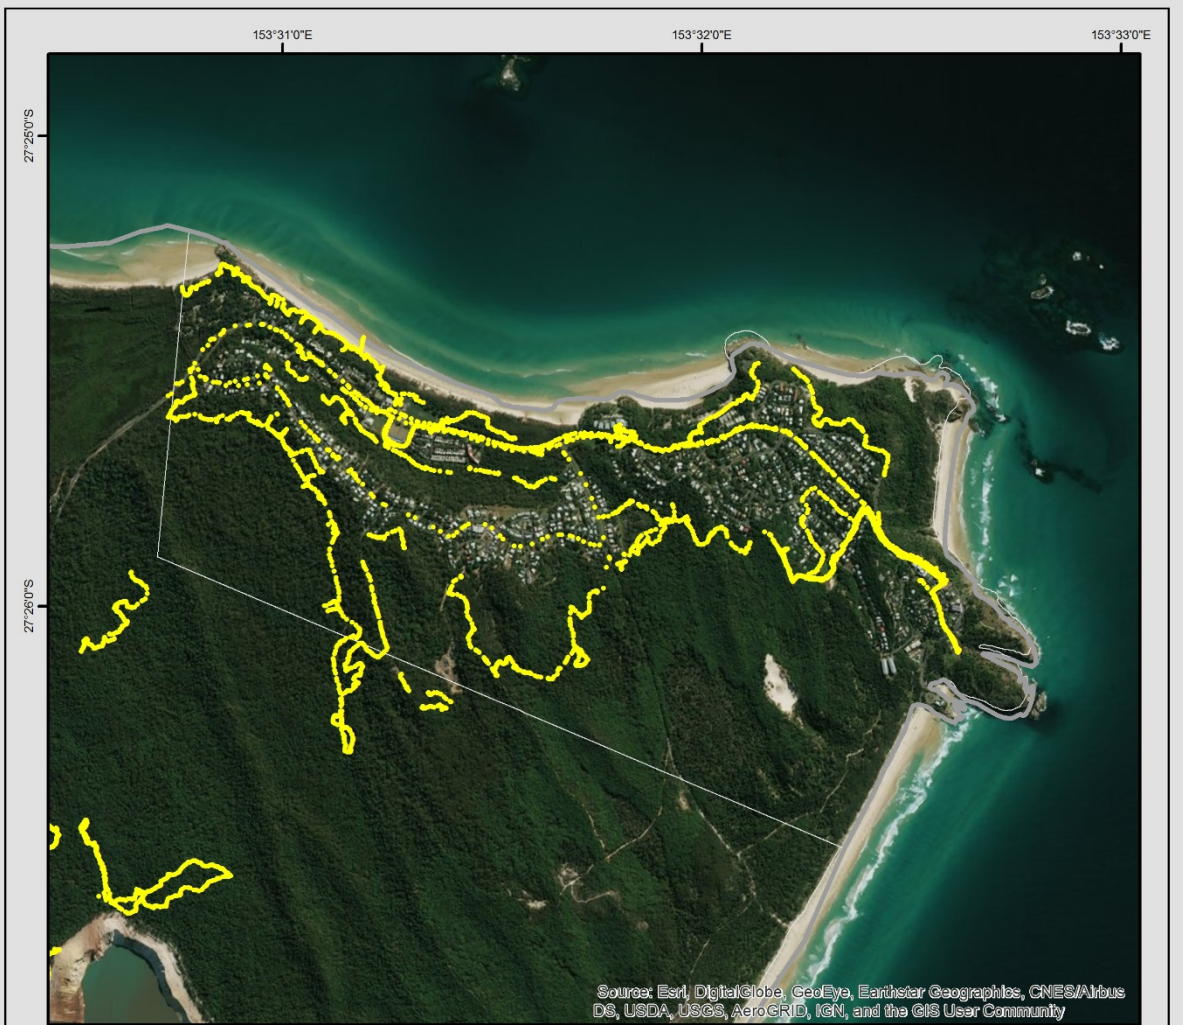 153°31'0"E 153°32'0"E 153°33'0"E
27°25'0"S
27°26'0"S
Source: Esri, DigitalGlobe, GeoEye, Earthstar Geographics, CNES/Airbus
DS, USDA, USGS, AeroGRID, IGN, and the GIS User Community